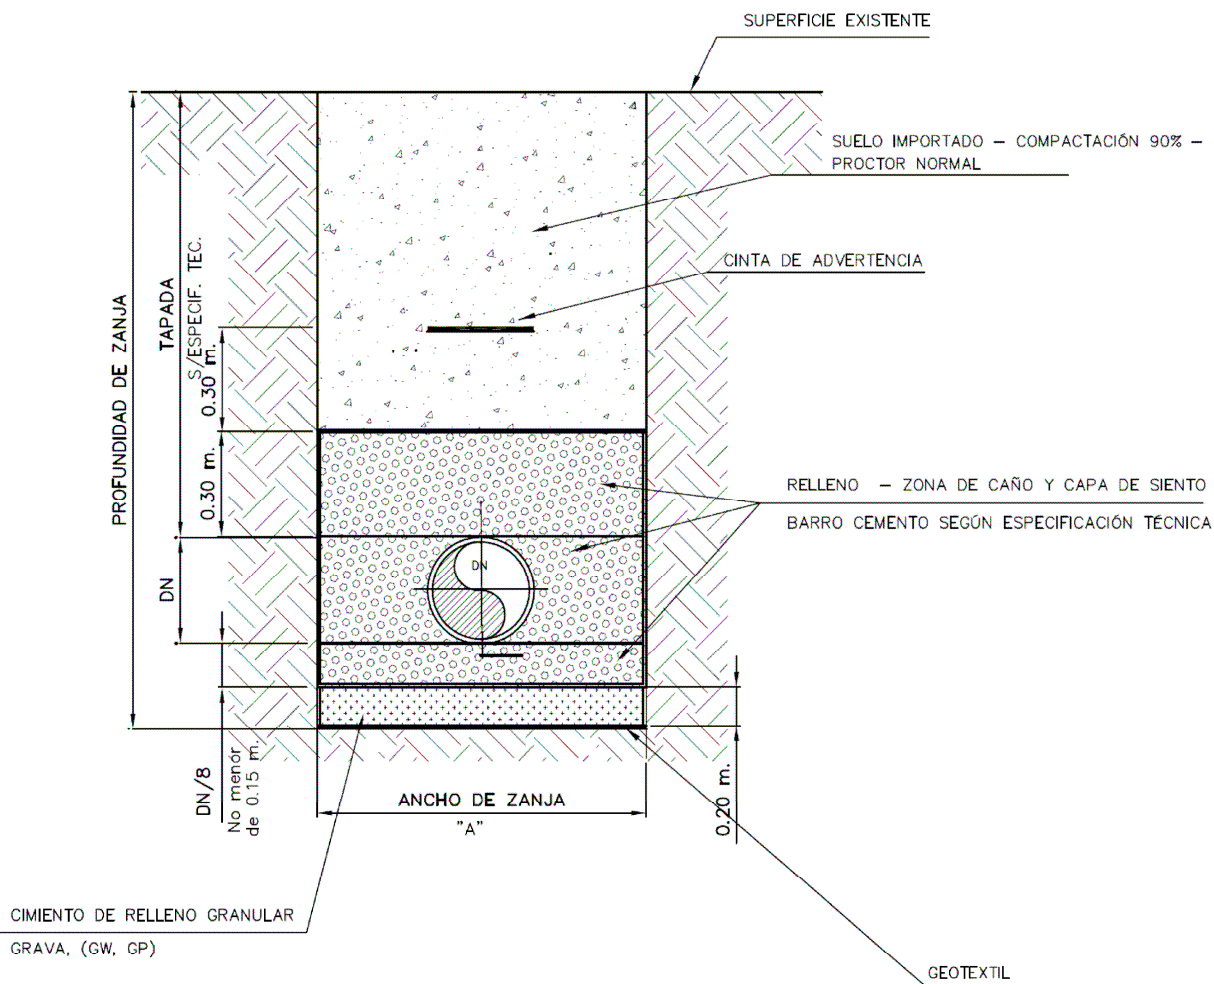 SUPERFICIE EXISTENTE
SUELO IMPORTADO – COMPACTACIÓN 90% –
PROCTOR NORMAL
CINTA DE ADVERTENCIA
PROFUNDIDAD DE ZANJA
TAPADA
S/ESPECIF. TEC.
0.30 m.
0.30 m.
RELLENO – ZONA DE CAÑO Y CAPA DE SIENTO
BARRO CEMENTO SEGÚN ESPECIFICACIÓN TÉCNICA
DN
DN
DN/8
No menor
de 0.15 m.
ANCHO DE ZANJA
"A"
0.20 m.
CIMIENTO DE RELLENO GRANULAR
GRAVA, (GW, GP)
GEOTEXTIL